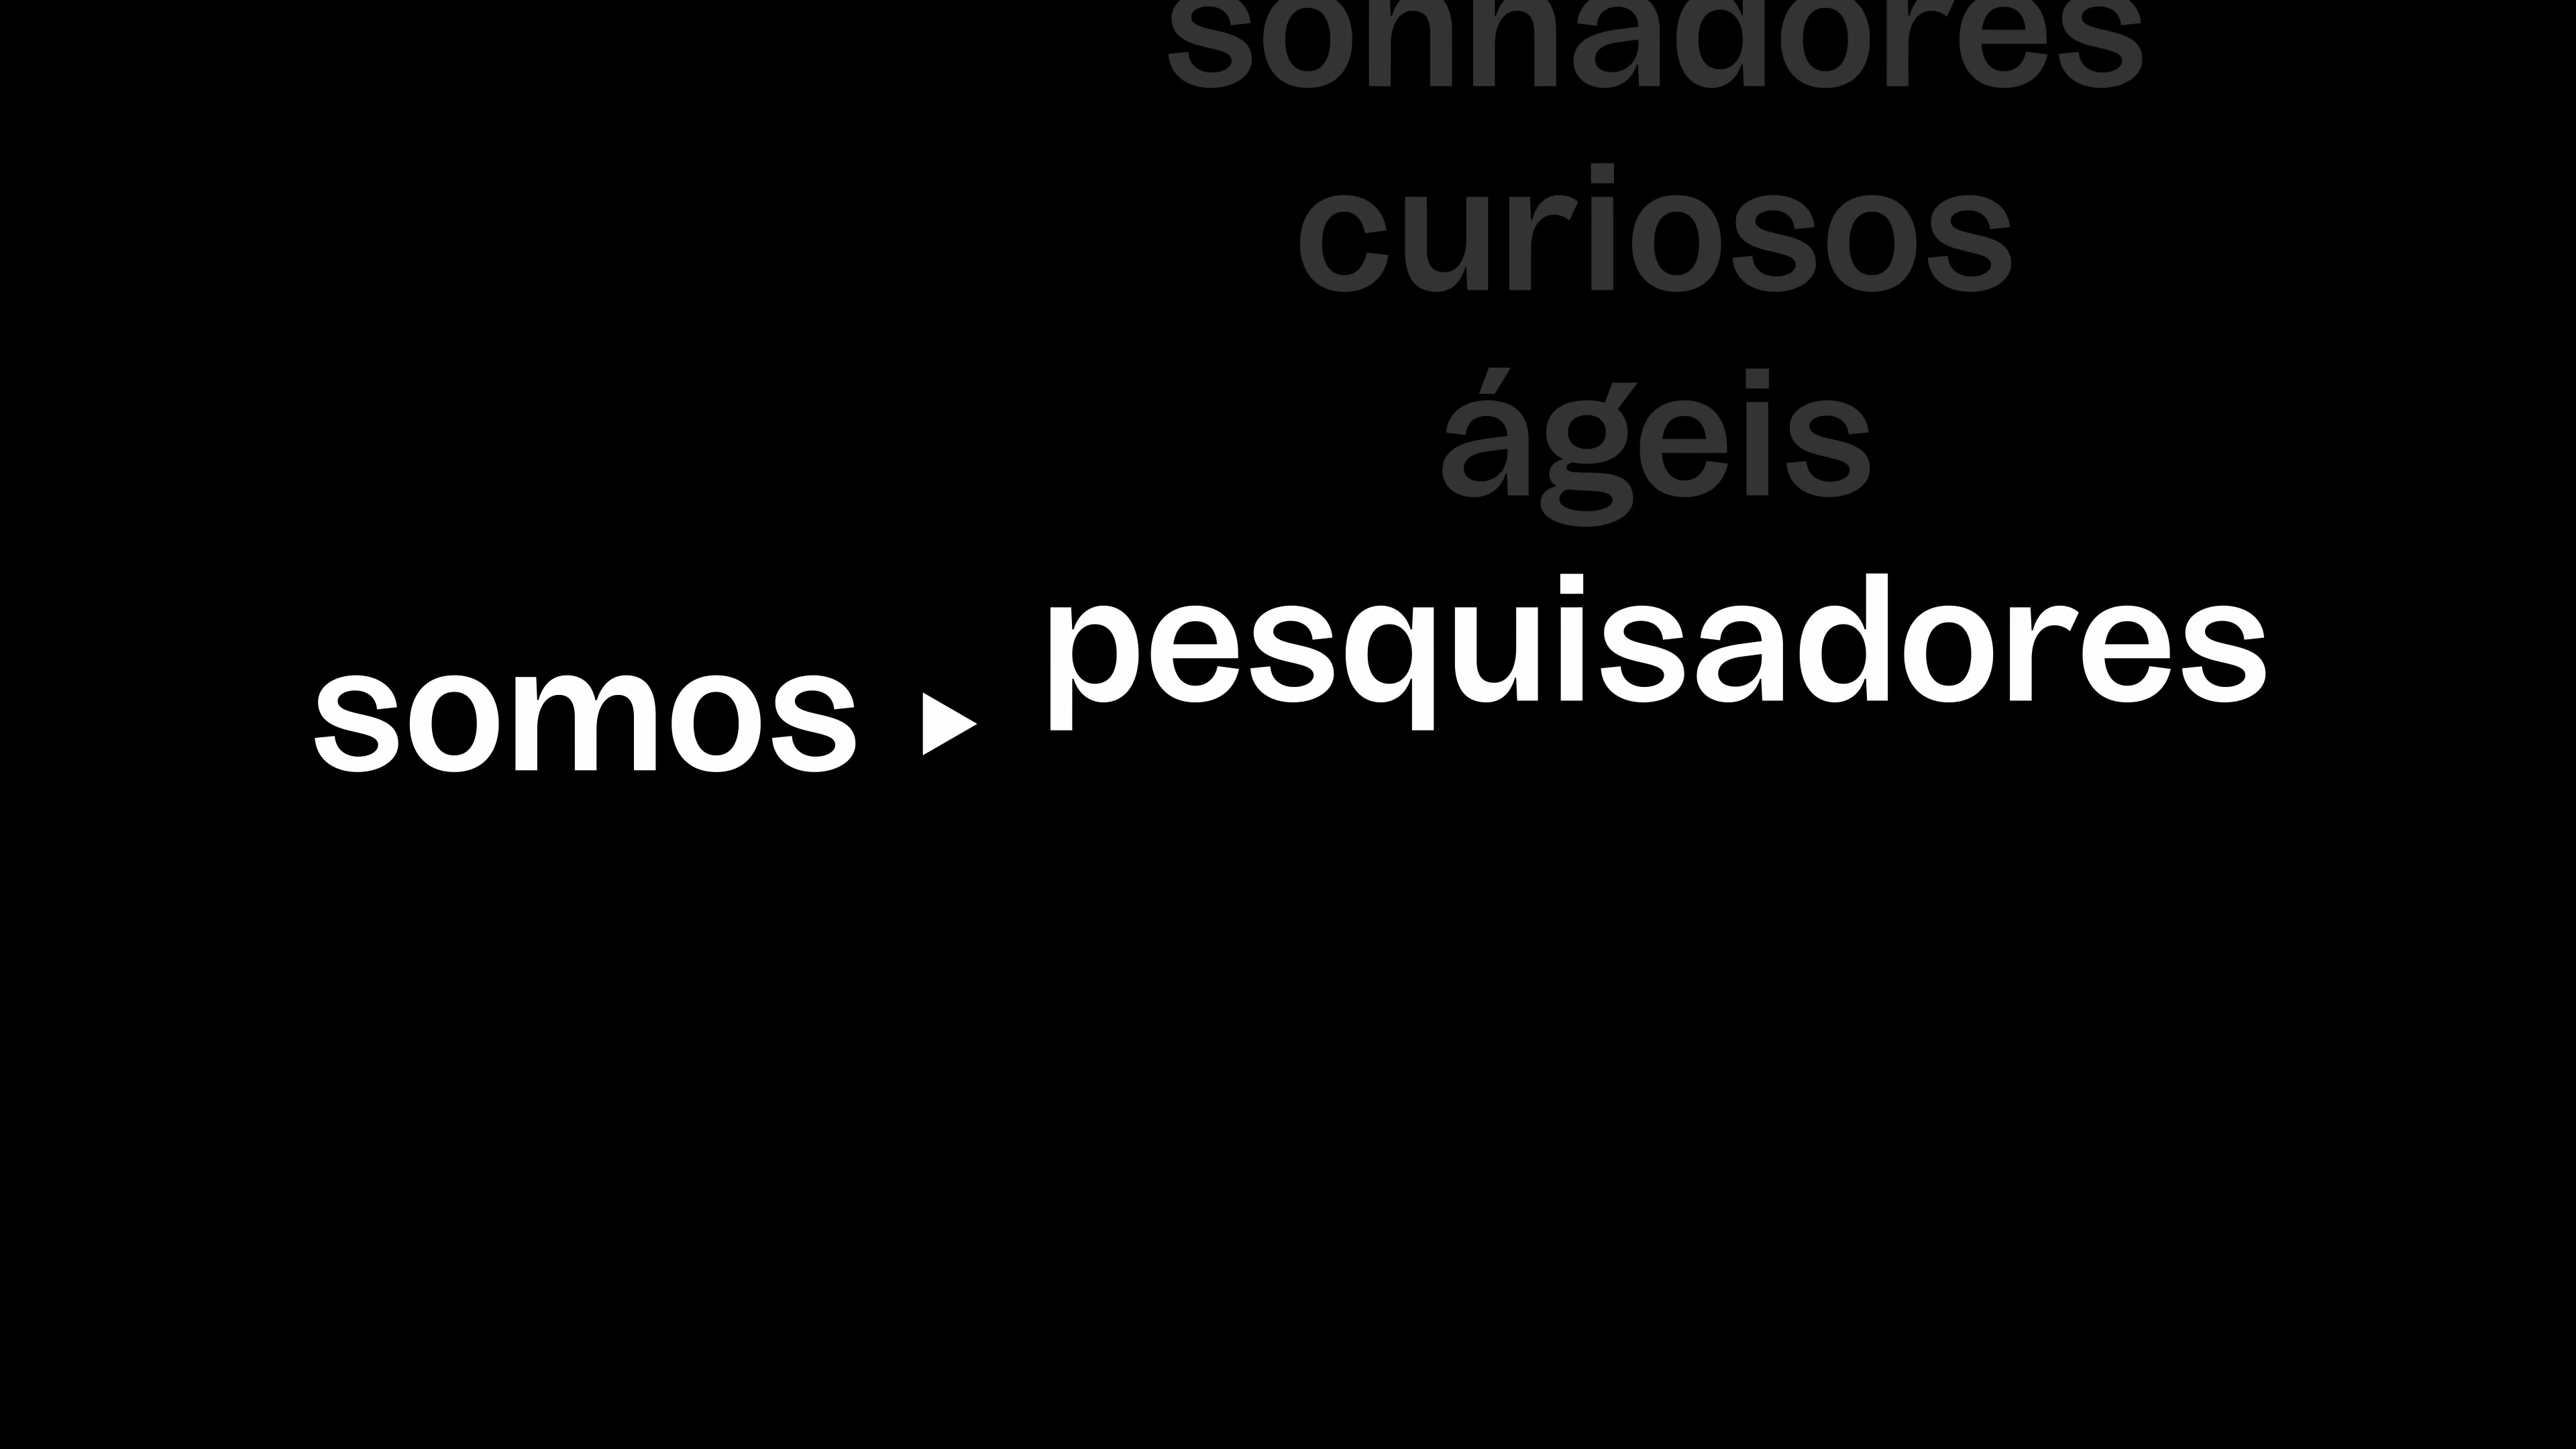 sonhadores
curiosos
ágeis
somos ▶ pesquisadores